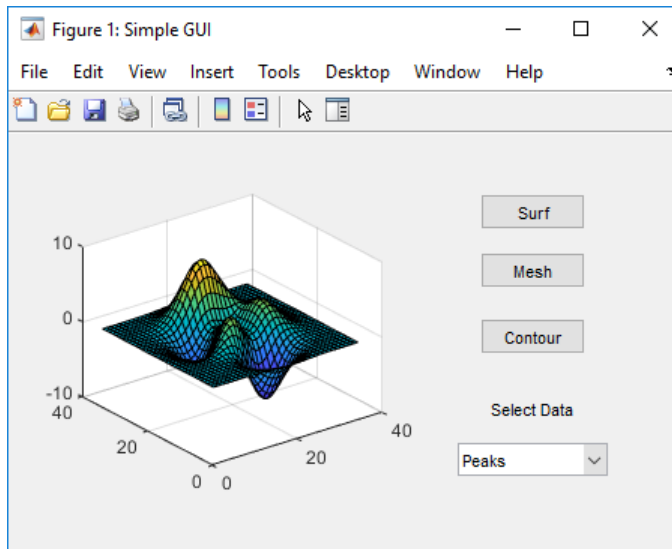 Figure 1: Simple GUI
File Edit View Insert Tools Desktop Window Help
Surf
Mesh
Contour
Select Data
Peaks
10
0
-10
40
20
0
0
20
40